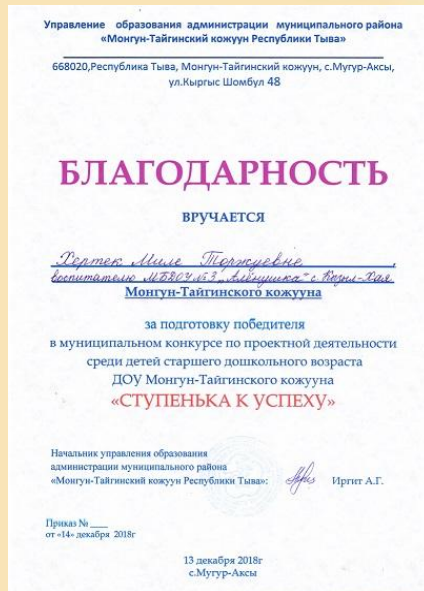 Управление образования администрации муниципального района
«Монгун-Тайгинский кожуун Республики Тыва»
668020,Республика Тыва, Монгун-Тайгинский кожуун, с.Мугур-Аксы,
ул.Кыргыс Шомбул 48
БЛАГОДАРНОСТЬ
ВРУЧАЕТСЯ
Хертек Миле Торжуевне,
воспитателю МБДОУ №3 „Аленушка" с. Кызыл-Хая
Монгун-Тайгинского кожууна
за подготовку победителя
в муниципальном конкурсе по проектной деятельности
среди детей старшего дошкольного возраста
ДОУ Монгун-Тайгинского кожууна
«СТУПЕНЬКА К УСПЕХУ»
Начальник управления образования
администрации муниципального района
«Монгун-Тайгинский кожуун Республики Тыва»: Иргит А.Г.
Приказ № ___
от «14» декабря 2018г
13 декабря 2018г
с.Мугур-Аксы